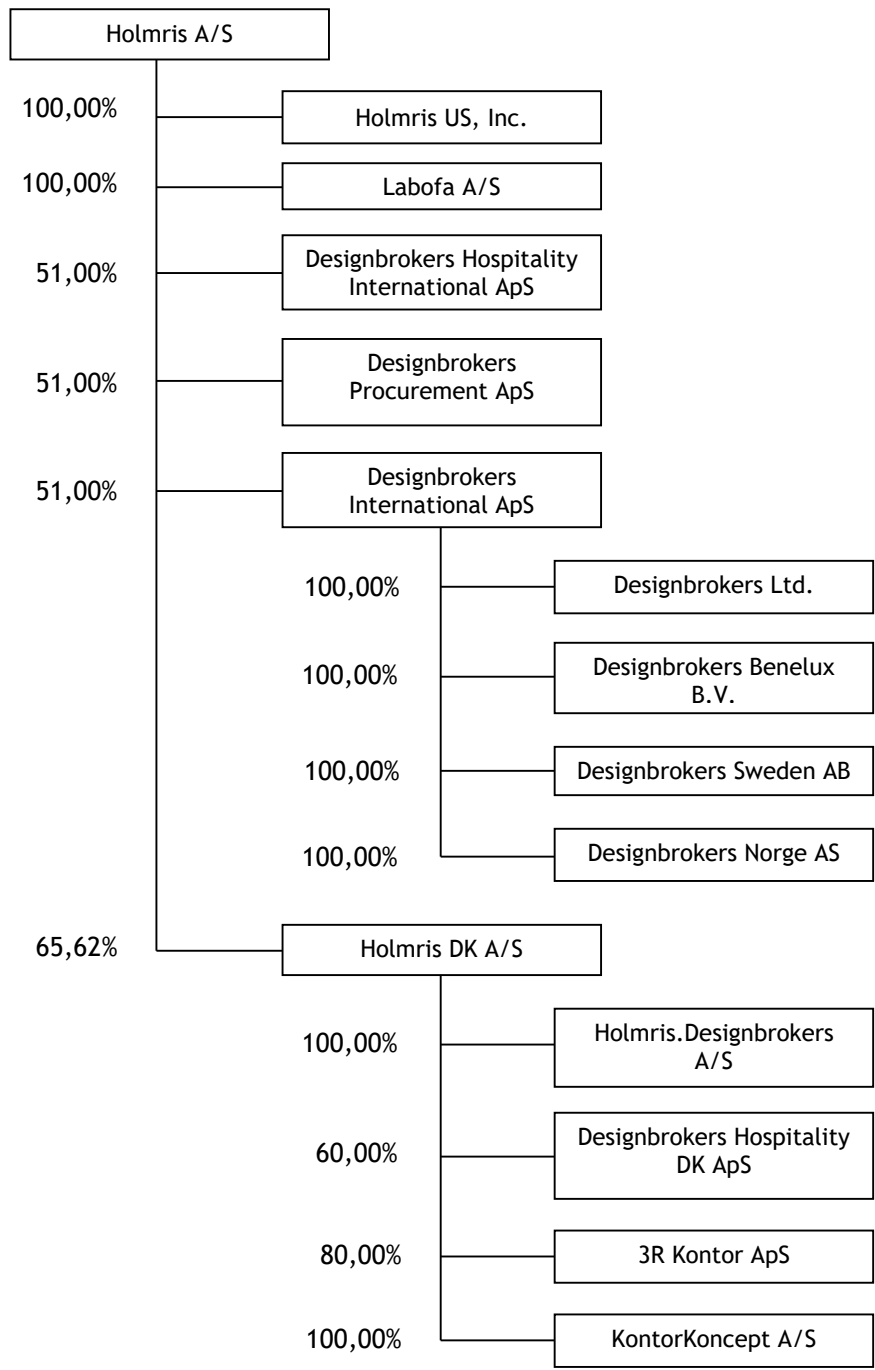 Holmris A/S
100,00%
Holmris US, Inc.
100,00%
Labofa A/S
51,00%
Designbrokers Hospitality
International ApS
51,00%
Designbrokers
Procurement ApS
51,00%
Designbrokers
International ApS
100,00%
Designbrokers Ltd.
100,00%
Designbrokers Benelux
B.V.
100,00%
Designbrokers Sweden AB
100,00%
Designbrokers Norge AS
65,62%
Holmris DK A/S
100,00%
Holmris.Designbrokers
A/S
60,00%
Designbrokers Hospitality
DK ApS
80,00%
3R Kontor ApS
100,00%
KontorKoncept A/S